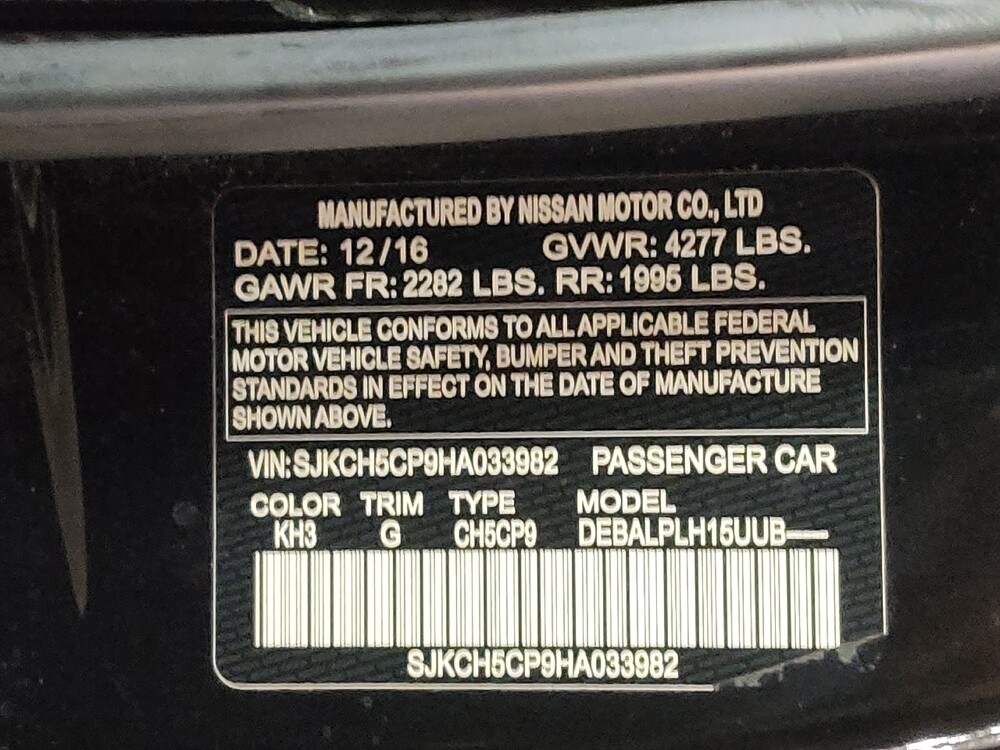 MANUFACTURED BY NISSAN MOTOR CO., LTD
DATE: 12/16 GVWR: 4277 LBS.
GAWR FR: 2282 LBS. RR: 1995 LBS.
THIS VEHICLE CONFORMS TO ALL APPLICABLE FEDERAL
MOTOR VEHICLE SAFETY, BUMPER AND THEFT PREVENTION
STANDARDS IN EFFECT ON THE DATE OF MANUFACTURE
SHOWN ABOVE.
VIN: SJKCH5CP9HA033982 PASSENGER CAR
COLOR TRIM TYPE MODEL
KH3 G CH5CP9 DEBALPLH15UUB——
SJKCH5CP9HA033982